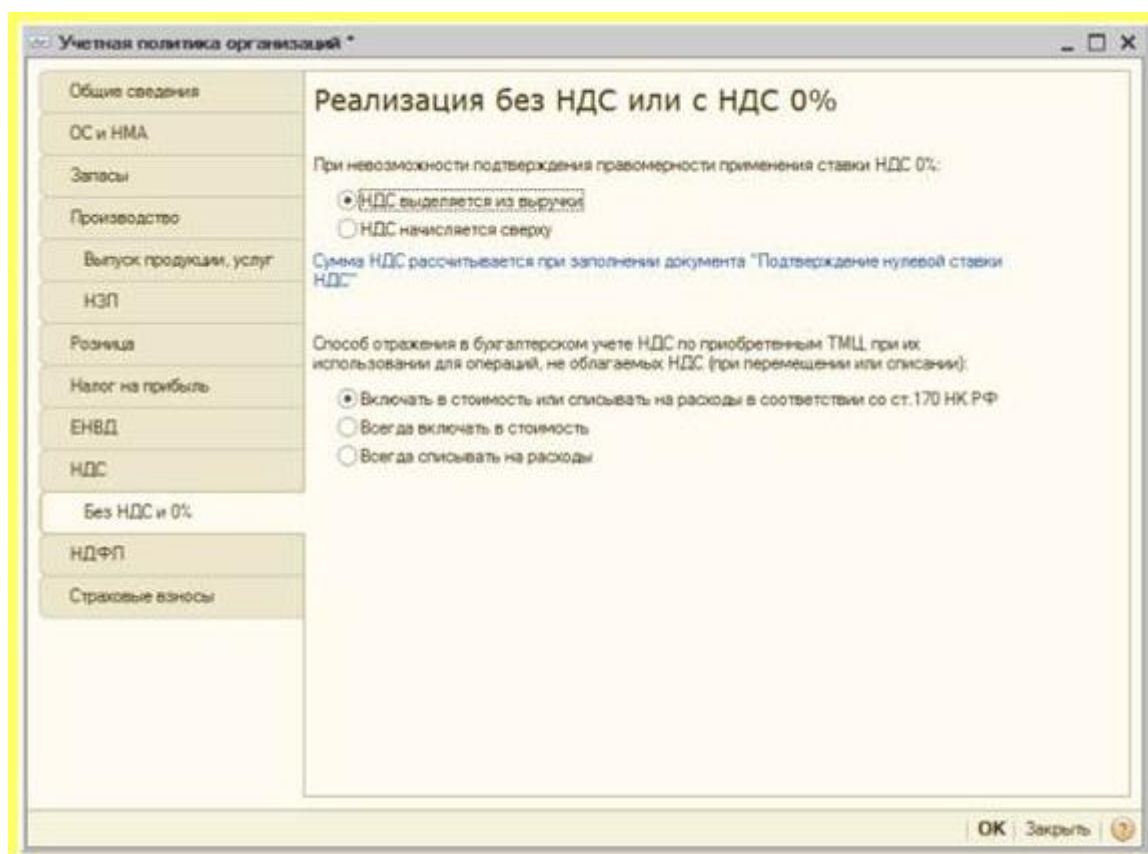 Учетная политика организаций *
Общие сведения
ОС и НМА
Запасы
Производство
Выпуск продукции, услуг
НЗП
Розница
Налог на прибыль
ЕНВД
НДС
Без НДС и 0%
НДФЛ
Страховые взносы
Реализация без НДС или с НДС 0%
При невозможности подтверждения правомерности применения ставки НДС 0%:
НДС выделяется из выручки
НДС начисляется сверху
Сумма НДС рассчитывается при заполнении документа "Подтверждение нулевой ставки
НДС"
Способ отражения в бухгалтерском учете НДС по приобретенным ТМЦ, при их
использовании для операций, не облагаемых НДС (при перемещении или списании):
Включать в стоимость или списывать на расходы в соответствии со ст.170 НК РФ
Всегда включать в стоимость
Всегда списывать на расходы
OK Закрыть ?